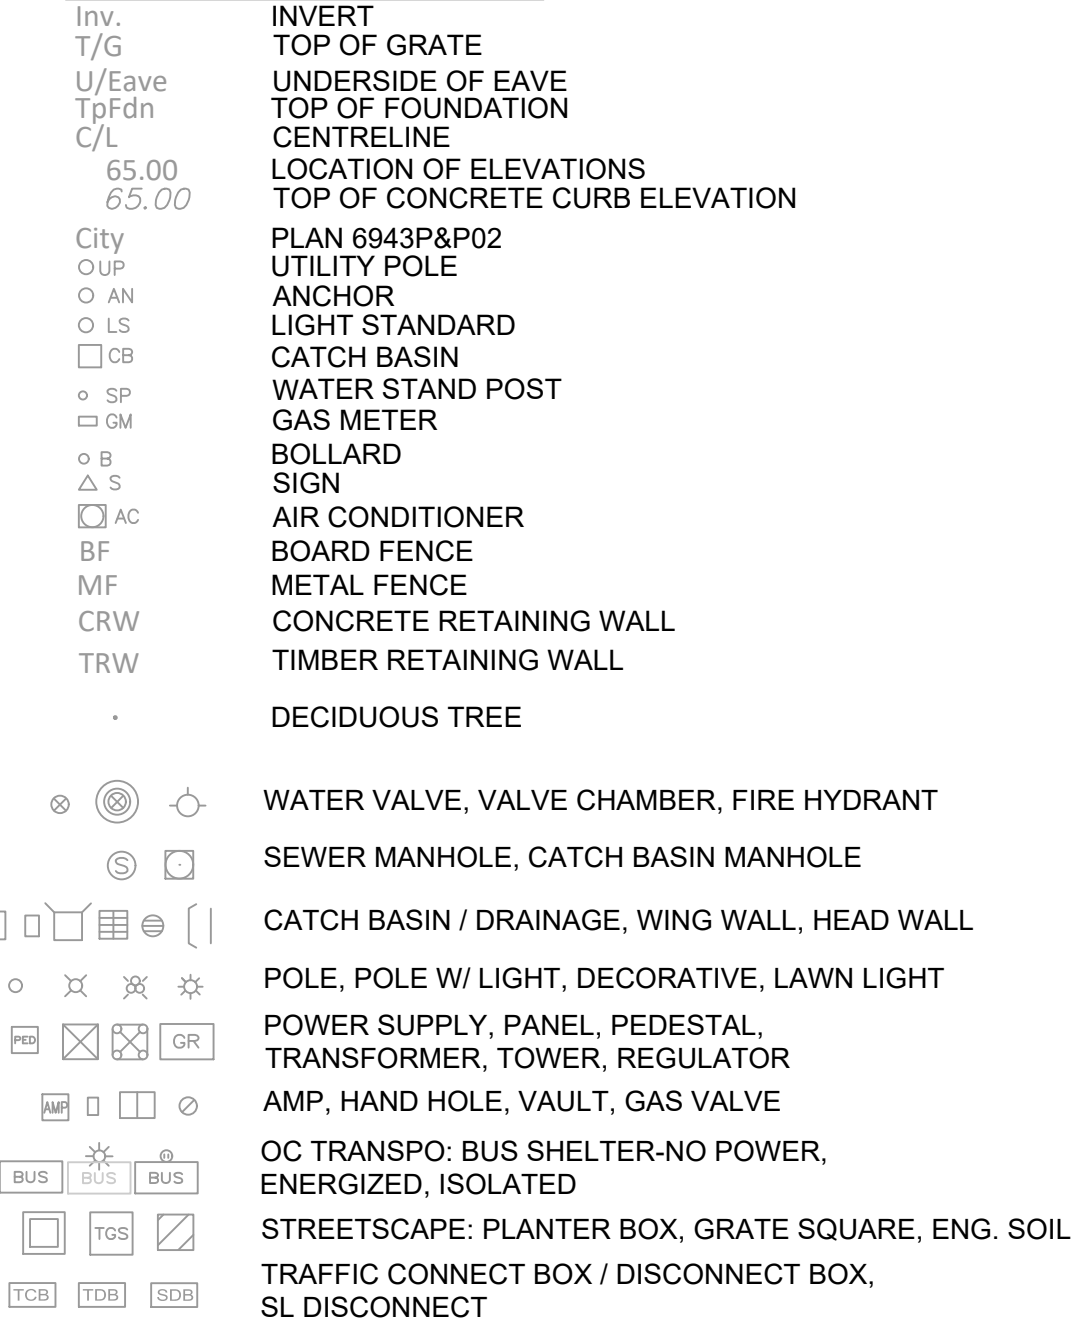 Inv. INVERT
T/G TOP OF GRATE
U/Eave UNDERSIDE OF EAVE
TpFdn TOP OF FOUNDATION
C/L CENTRELINE
65.00 LOCATION OF ELEVATIONS
65.00 TOP OF CONCRETE CURB ELEVATION
City PLAN 6943P&P02
UP UTILITY POLE
AN ANCHOR
LS LIGHT STANDARD
CB CATCH BASIN
SP WATER STAND POST
GM GAS METER
B BOLLARD
S SIGN
AC AIR CONDITIONER
BF BOARD FENCE
MF METAL FENCE
CRW CONCRETE RETAINING WALL
TRW TIMBER RETAINING WALL
DECIDUOUS TREE
WATER VALVE, VALVE CHAMBER, FIRE HYDRANT
S SEWER MANHOLE, CATCH BASIN MANHOLE
CATCH BASIN / DRAINAGE, WING WALL, HEAD WALL
POLE, POLE W/ LIGHT, DECORATIVE, LAWN LIGHT
PED GR POWER SUPPLY, PANEL, PEDESTAL,
TRANSFORMER, TOWER, REGULATOR
AMP AMP, HAND HOLE, VAULT, GAS VALVE
BUS BUS BUS OC TRANSPO: BUS SHELTER-NO POWER,
ENERGIZED, ISOLATED
TGS STREETSCAPE: PLANTER BOX, GRATE SQUARE, ENG. SOIL
TCB TDB SDB TRAFFIC CONNECT BOX / DISCONNECT BOX,
SL DISCONNECT